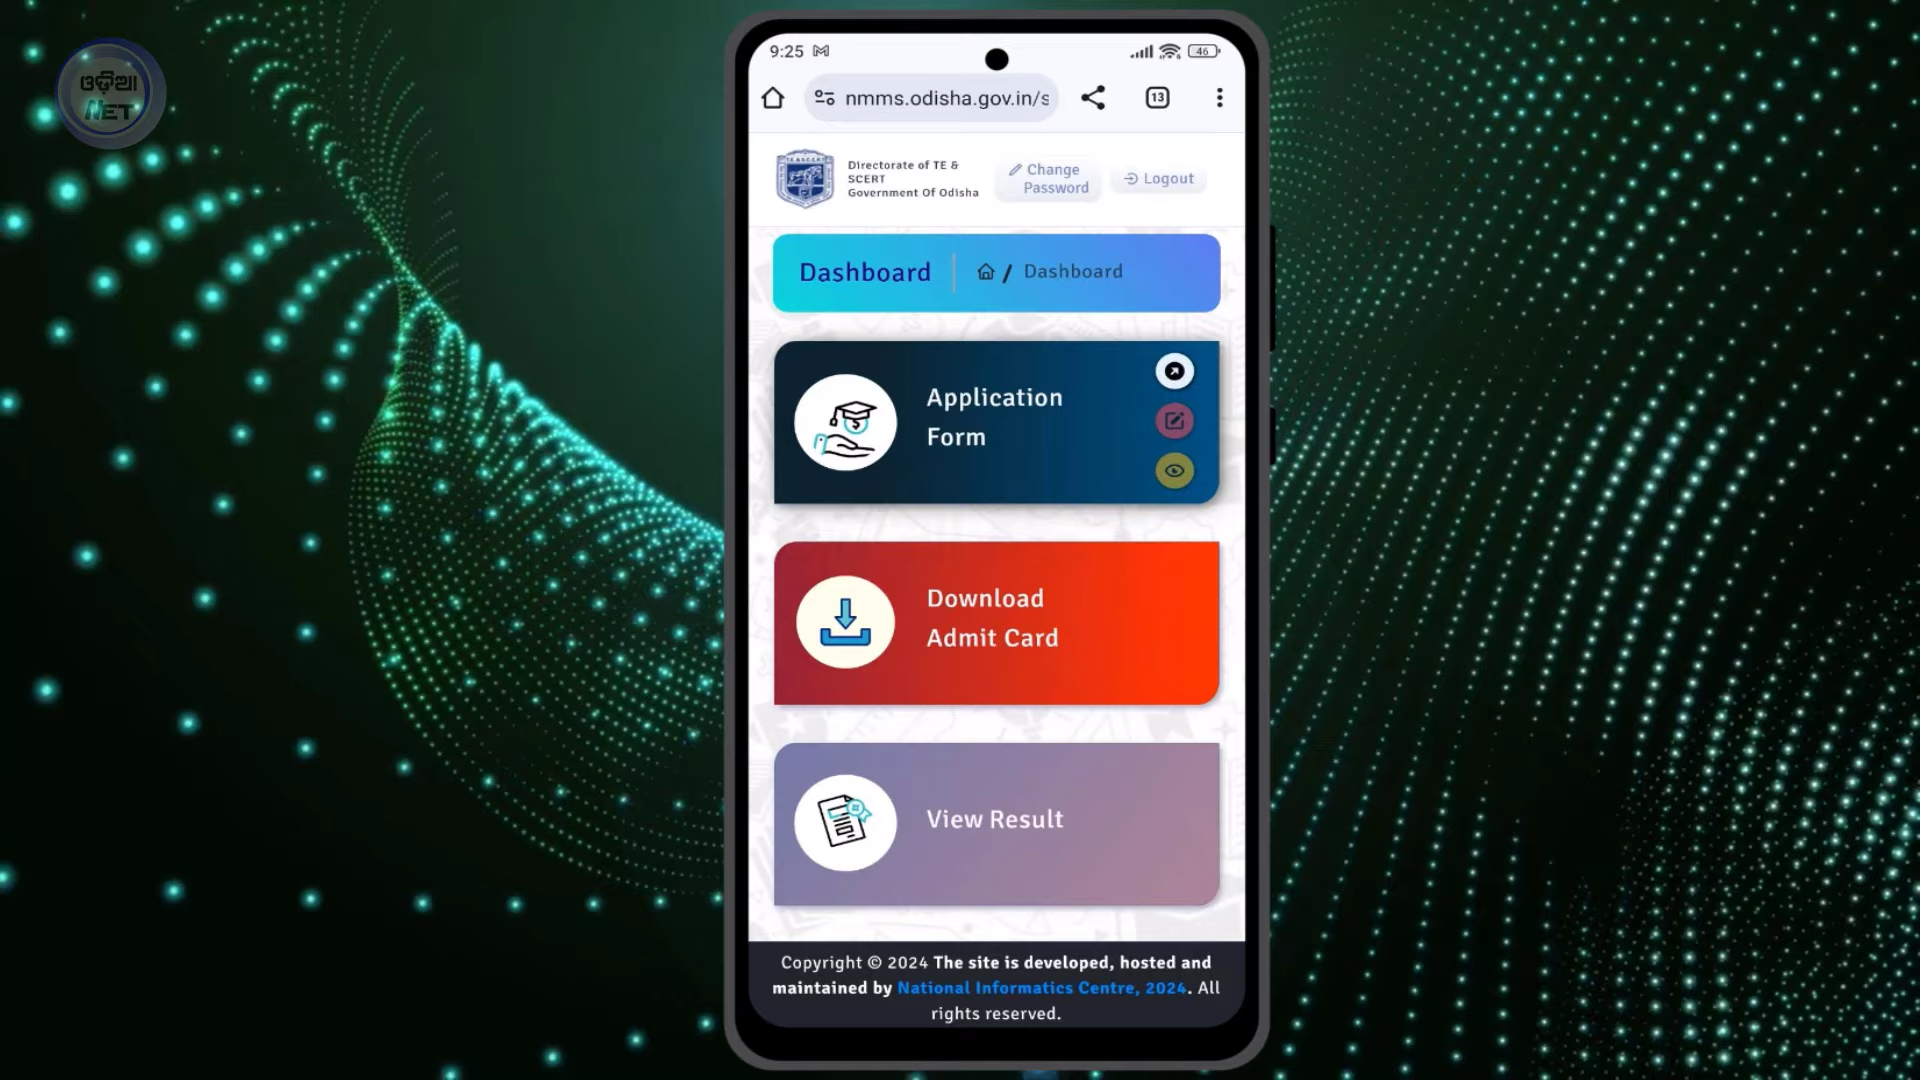 ଓଡ଼ିଆ
NET
9:25
46
nmms.odisha.gov.in/s
13
Directorate of TE &
SCERT
Government Of Odisha
Change
Password
Logout
Dashboard
/ Dashboard
Application
Form
Download
Admit Card
View Result
Copyright © 2024 The site is developed, hosted and
maintained by National Informatics Centre, 2024. All
rights reserved.